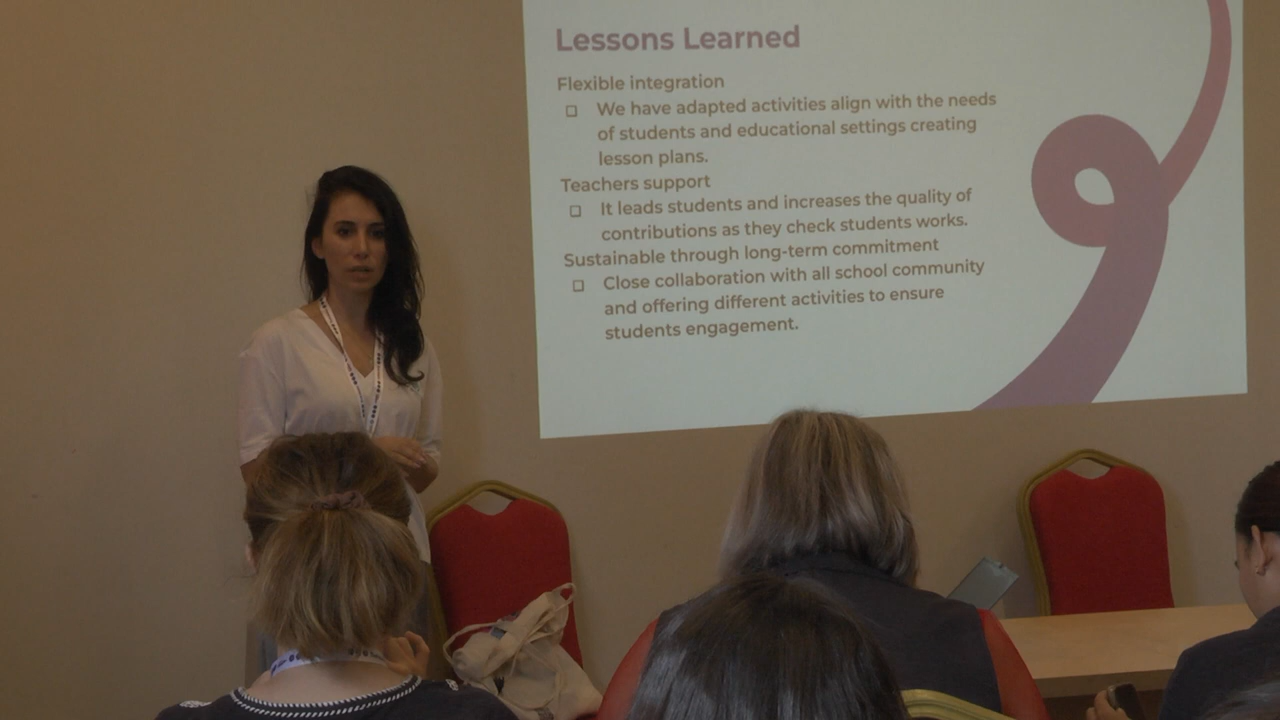 Lessons Learned
Flexible integration
We have adapted activities align with the needs
of students and educational settings creating
lesson plans.
Teachers support
It leads students and increases the quality of
contributions as they check students works.
Sustainable through long-term commitment
Close collaboration with all school community
and offering different activities to ensure
students engagement.